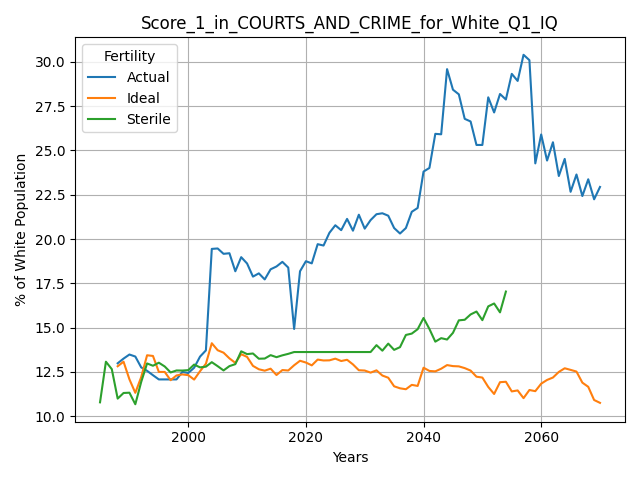 Score_1_in_COURTS_AND_CRIME_for_White_Q1_IQ
Fertility
Actual
Ideal
Sterile
% of White Population
30.0
27.5
25.0
22.5
20.0
17.5
15.0
12.5
10.0
2000
2020
2040
2060
Years